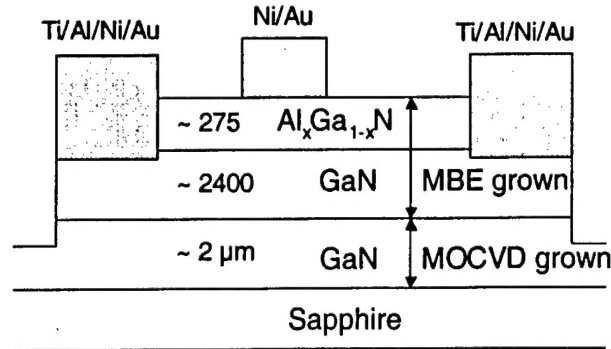 Ni/Au
Ti/Al/Ni/Au Ti/Al/Ni/Au
~ 275 AlₓGa₁₋ₓN
~ 2400 GaN MBE grown
~ 2 µm GaN MOCVD grown
Sapphire